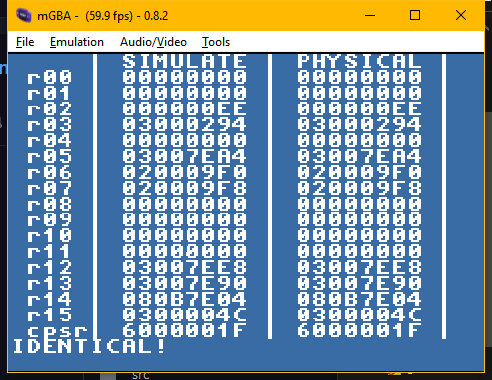 mGBA - (59.9 fps) - 0.8.2
File Emulation Audio/Video Tools
| SIMULATE | PHYSICAL |
r00 | 00000000 | 00000000 |
r01 | 00000000 | 00000000 |
r02 | 000000EE | 000000EE |
r03 | 03000294 | 03000294 |
r04 | 00000000 | 00000000 |
r05 | 03007EA4 | 03007EA4 |
r06 | 020009F0 | 020009F0 |
r07 | 020009F8 | 020009F8 |
r08 | 00000000 | 00000000 |
r09 | 00000000 | 00000000 |
r10 | 00000000 | 00000000 |
r11 | 00000000 | 00000000 |
r12 | 03007EE8 | 03007EE8 |
r13 | 03007E90 | 03007E90 |
r14 | 080B7E04 | 080B7E04 |
r15 | 0300004C | 0300004C |
cpsr| 6000001F | 6000001F |
IDENTICAL!
src